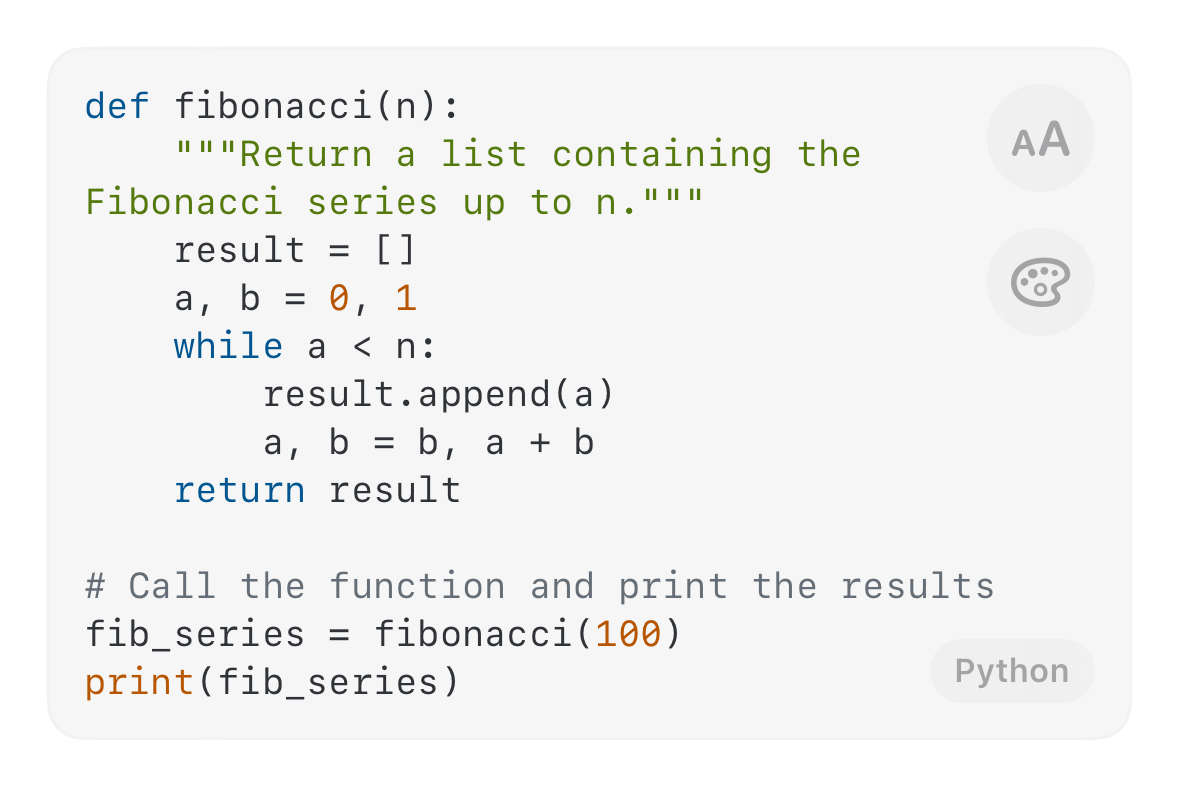 def fibonacci(n):
    """Return a list containing the
Fibonacci series up to n."""
    result = []
    a, b = 0, 1
    while a < n:
        result.append(a)
        a, b = b, a + b
    return result

# Call the function and print the results
fib_series = fibonacci(100)
print(fib_series)
AA
Python